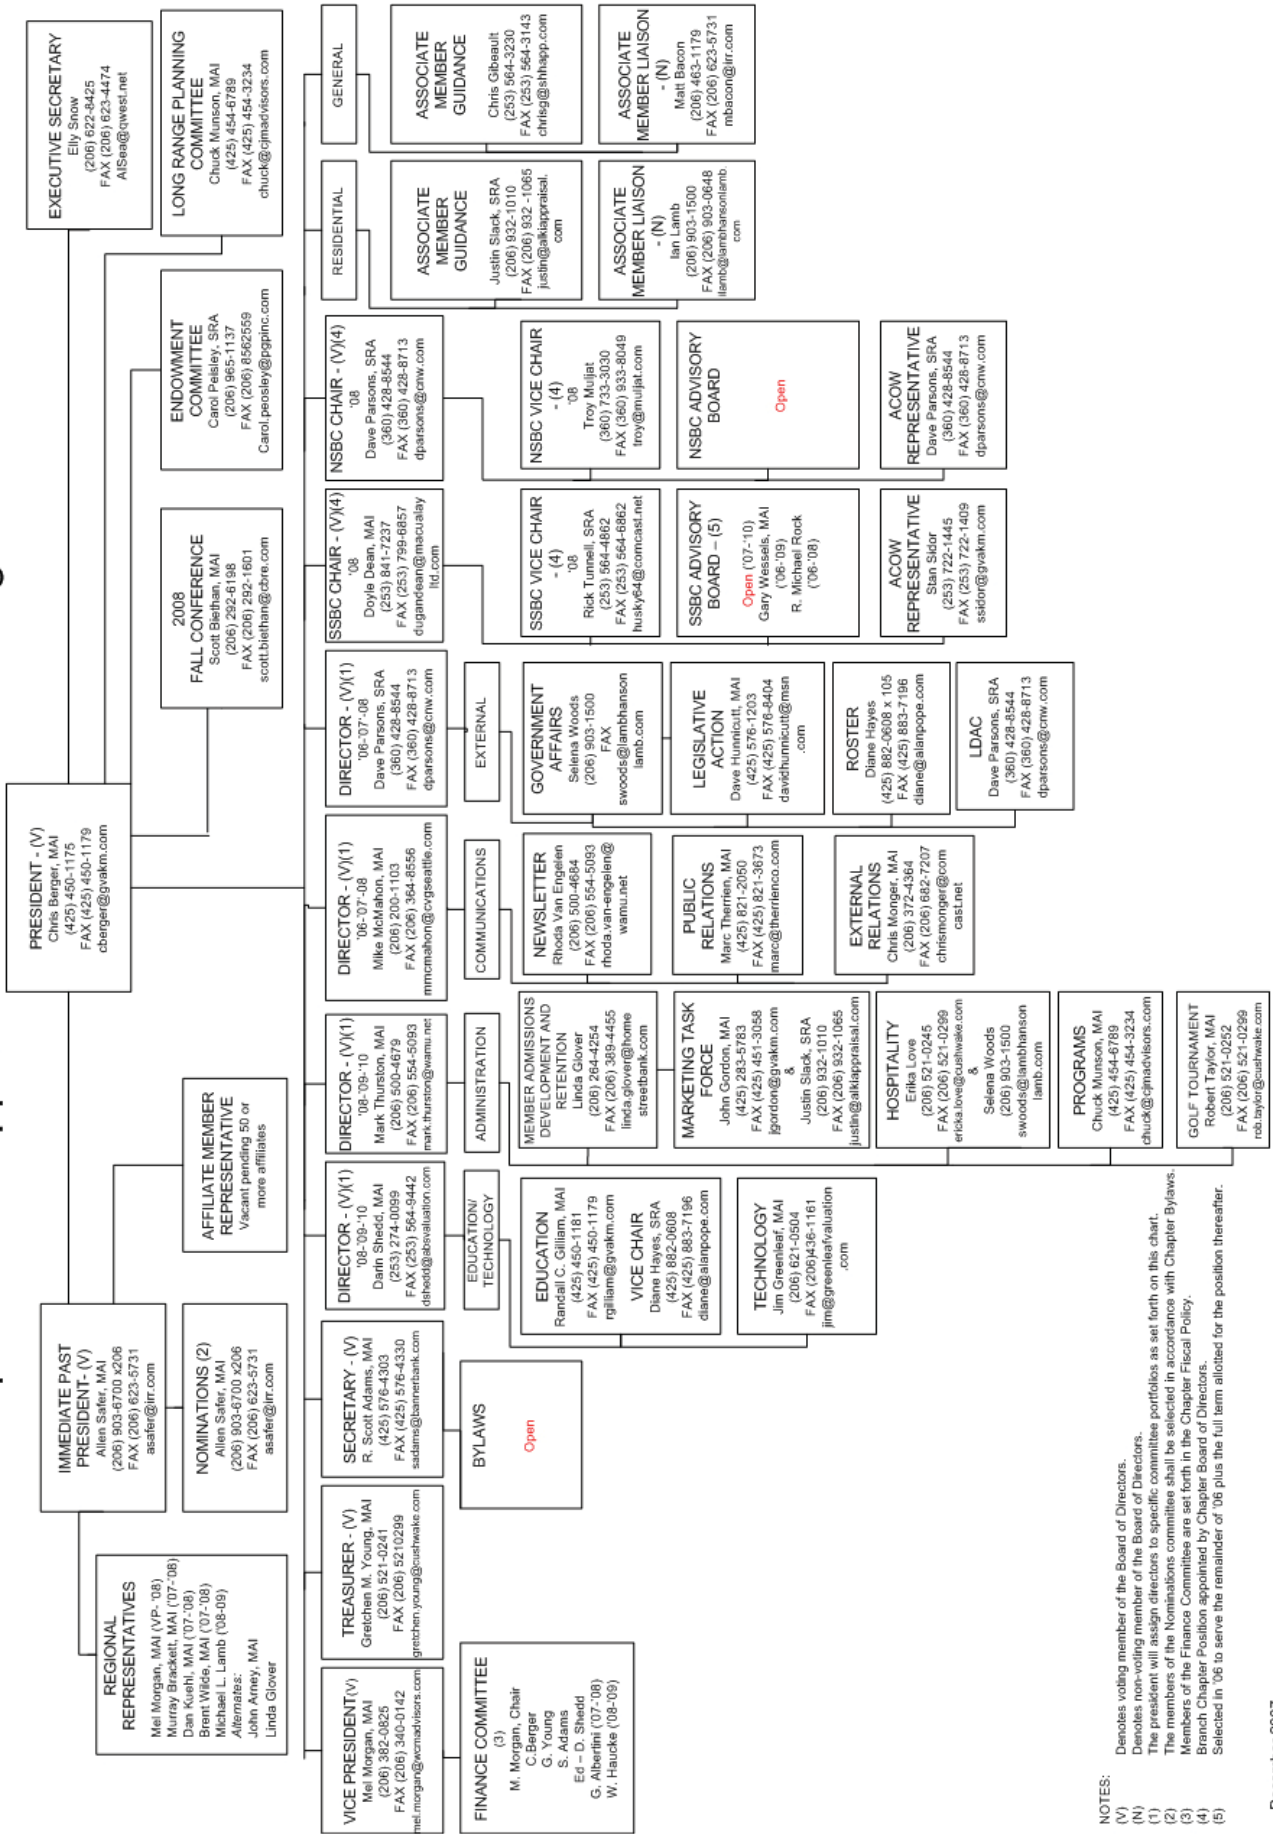 PRESIDENT - (V)
Chris Berger, MAI
(425) 450-1175
FAX (425) 450-1179
cberger@gvakm.com
EXECUTIVE SECRETARY
Elly Snow
(206) 622-8425
FAX (206) 623-4474
AISea@qwest.net
IMMEDIATE PAST
PRESIDENT- (V)
Allen Safer, MAI
(206) 903-6700 x206
FAX (206) 623-5731
asafer@irr.com
REGIONAL
REPRESENTATIVES
Mel Morgan, MAI (VP- '08)
Murray Brackett, MAI ('07-'08)
Dan Kuehl, MAI ('07-'08)
Brent Wilde, MAI ('07-'08)
Michael L. Lamb ('08-09)
Alternates:
John Arney, MAI
Linda Glover
NOMINATIONS (2)
Allen Safer, MAI
(206) 903-6700 x206
FAX (206) 623-5731
asafer@irr.com
AFFILIATE MEMBER
REPRESENTATIVE
Vacant pending 50 or
more affiliates
2008
FALL CONFERENCE
Scott Biethan, MAI
(206) 292-6198
FAX (206) 292-1601
scott.biethan@cbre.com
ENDOWMENT
COMMITTEE
Carol Peisley, SRA
(206) 965-1137
FAX (206) 8562559
Carol.peosley@pgpinc.com
LONG RANGE PLANNING
COMMITTEE
Chuck Munson, MAI
(425) 454-6789
FAX (425) 454-3234
chuck@cjmadvisors.com
VICE PRESIDENT(v)
Mel Morgan, MAI
(206) 382-0825
FAX (206) 340-0142
mel.morgan@wcmadvisors.com
TREASURER - (V)
Gretchen M. Young, MAI
(206) 521-0241
FAX (206) 5210299
gretchen.young@cushwake.com
SECRETARY - (V)
R. Scott Adams, MAI
(425) 576-4303
FAX (425) 576-4330
sadams@bannerbank.com
DIRECTOR - (V)(1)
'08-'09-'10
Darin Shedd, MAI
(253) 274-0099
FAX (253) 564-9442
dshedd@absvaluation.com
DIRECTOR - (V)(1)
'08-'09-'10
Mark Thurston, MAI
(206) 500-4679
FAX (206) 554-5093
mark.thurston@wamu.net
DIRECTOR - (V)(1)
'06-'07-'08
Mike McMahon, MAI
(206) 200-1103
FAX (206) 364-8556
mmcmahon@cvgseattle.com
DIRECTOR - (V)(1)
'06-'07-'08
Dave Parsons, SRA
(360) 428-8544
FAX (360) 428-8713
dparsons@cnw.com
SSBC CHAIR - (V)(4)
'08
Doyle Dean, MAI
(253) 841-7237
FAX (253) 799-6857
dugandean@macualay
ltd.com
NSBC CHAIR - (V)(4)
'08
Dave Parsons, SRA
(360) 428-8544
FAX (360) 428-8713
dparsons@cnw.com
RESIDENTIAL
GENERAL
FINANCE COMMITTEE
(3)
M. Morgan, Chair
C.Berger
G. Young
S. Adams
Ed – D. Shedd
G. Albertini ('07-'08)
W. Haucke ('08-09)
BYLAWS
Open
EDUCATION/
TECHNOLOGY
ADMINISTRATION
COMMUNICATIONS
EXTERNAL
EDUCATION
Randall C. Gilliam, MAI
(425) 450-1181
FAX (425) 450-1179
rgilliam@gvakm.com
VICE CHAIR
Diane Hayes, SRA
(425) 882-0608
FAX (425) 883-7196
diane@alanpope.com
TECHNOLOGY
Jim Greenleaf, MAI
(206) 621-0504
FAX (206)436-1161
jim@greenleafvaluation
.com
MEMBER ADMISSIONS
DEVELOPMENT AND
RETENTION
Linda Glover
(206) 264-4254
FAX (206) 389-4455
linda.glover@home
streetbank.com
MARKETING TASK
FORCE
John Gordon, MAI
(425) 283-5783
FAX (425) 451-3058
jgordon@gvakm.com
&
Justin Slack, SRA
(206) 932-1010
FAX (206) 932-1065
justin@alkiappraisal.com
HOSPITALITY
Erika Love
(206) 521-0245
FAX (206) 521-0299
ericka.love@cushwake.com
&
Selena Woods
(206) 903-1500
swoods@lambhanson
lamb.com
PROGRAMS
Chuck Munson, MAI
(425) 454-6789
FAX (425) 454-3234
chuck@cjmadvisors.com
GOLF TOURNAMENT
Robert Taylor, MAI
(206) 521-0252
FAX (206) 521-0299
rob.taylor@cushwake.com
NEWSLETTER
Rhoda Van Engelen
(206) 500-4684
FAX (206) 554-5093
rhoda.van-engelen@
wamu.net
PUBLIC
RELATIONS
Marc Therrien, MAI
(425) 821-2050
FAX (425) 821-3673
marc@therrienco.com
EXTERNAL
RELATIONS
Chris Monger, MAI
(206) 372-4364
FAX (206) 682-7207
chrismonger@com
cast.net
GOVERNMENT
AFFAIRS
Selena Woods
(206) 903-1500
FAX
swoods@lambhanson
lamb.com
LEGISLATIVE
ACTION
Dave Hunnicutt, MAI
(425) 576-1203
FAX (425) 576-8404
davidhunnicutt@msn
.com
ROSTER
Diane Hayes
(425) 882-0608 x 105
FAX (425) 883-7196
diane@alanpope.com
LDAC
Dave Parsons, SRA
(360) 428-8544
FAX (360) 428-8713
dparsons@cnw.com
SSBC VICE CHAIR
- (4)
'08
Rick Tunnell, SRA
(253) 564-4862
FAX (253) 564-6862
husky64@comcast.net
SSBC ADVISORY
BOARD – (5)
Open ('07-'10)
Gary Wessels, MAI
('06-'09)
R. Michael Rock
('06-'08)
ACOW
REPRESENTATIVE
Stan Sidor
(253) 722-1445
FAX (253) 722-1409
ssidor@gvakm.com
NSBC VICE CHAIR
- (4)
'08
Troy Muljat
(360) 733-3030
FAX (360) 933-8049
troy@muljat.com
NSBC ADVISORY
BOARD
Open
ACOW
REPRESENTATIVE
Dave Parsons, SRA
(360) 428-8544
FAX (360) 428-8713
dparsons@cnw.com
ASSOCIATE
MEMBER
GUIDANCE
Justin Slack, SRA
(206) 932-1010
FAX (206) 932 -1065
justin@alkiappraisal.
com
ASSOCIATE
MEMBER LIAISON
- (N)
Ian Lamb
(206) 903-1500
FAX (206) 903-0648
ilamb@lambhansonlamb.
com
ASSOCIATE
MEMBER
GUIDANCE
Chris Gibeault
(253) 564-3230
FAX (253) 564-3143
chrisg@shhapp.com
ASSOCIATE
MEMBER LIAISON
- (N)
Matt Bacon
(206) 463-1179
FAX (206) 623-5731
mbacon@irr.com
NOTES:
(V) Denotes voting member of the Board of Directors.
(N) Denotes non-voting member of the Board of Directors.
(1) The president will assign directors to specific committee portfolios as set forth on this chart.
(2) The members of the Nominations committee shall be selected in accordance with Chapter Bylaws.
(3) Members of the Finance Committee are set forth in the Chapter Fiscal Policy.
(4) Branch Chapter Position appointed by Chapter Board of Directors.
(5) Selected in '06 to serve the remainder of '06 plus the full term allotted for the position thereafter.